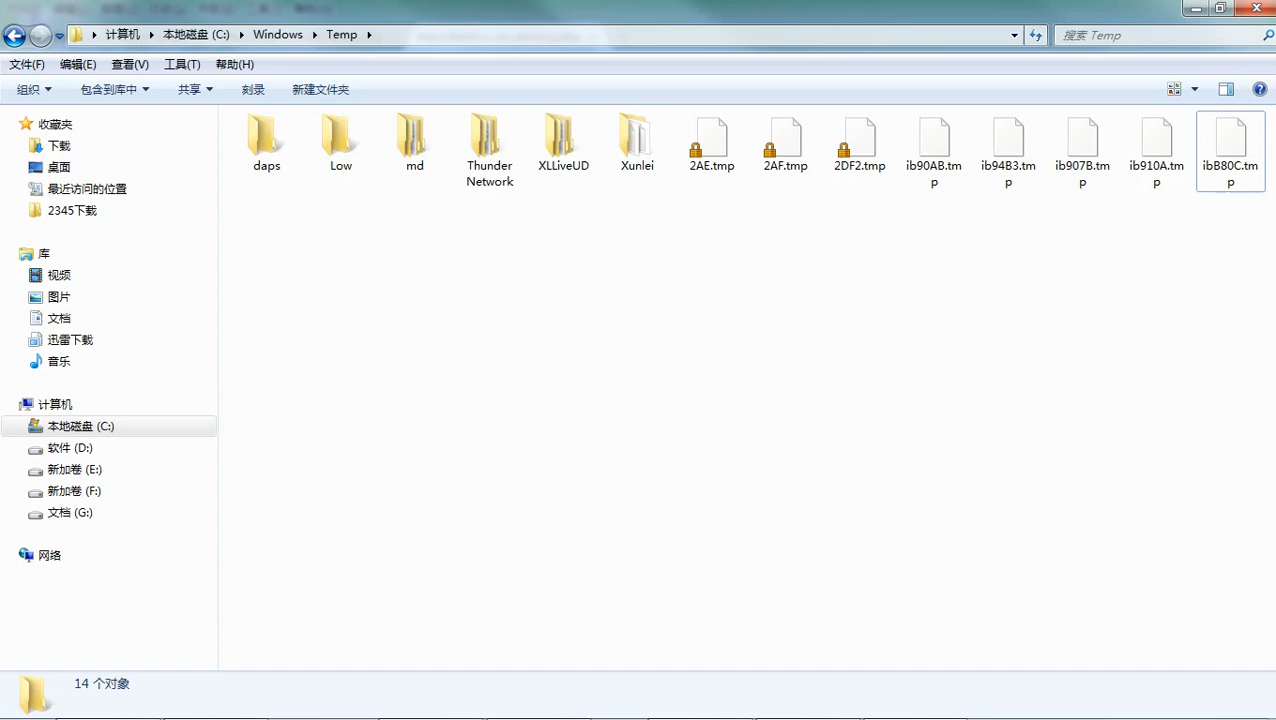 计算机 本地磁盘 (C:) Windows Temp
搜索 Temp
文件(F) 编辑(E) 查看(V) 工具(T) 帮助(H)
组织 包含到库中 共享 刻录 新建文件夹
收藏夹
下载
桌面
最近访问的位置
2345下载
库
视频
图片
文档
迅雷下载
音乐
计算机
本地磁盘 (C:)
软件 (D:)
新加卷 (E:)
新加卷 (F:)
文档 (G:)
网络
daps
Low
md
Thunder
Network
XLLiveUD
Xunlei
2AE.tmp
2AF.tmp
2DF2.tmp
ib90AB.tm
p
ib94B3.tm
p
ib907B.tm
p
ib910A.tm
p
ibB80C.tm
p
14 个对象